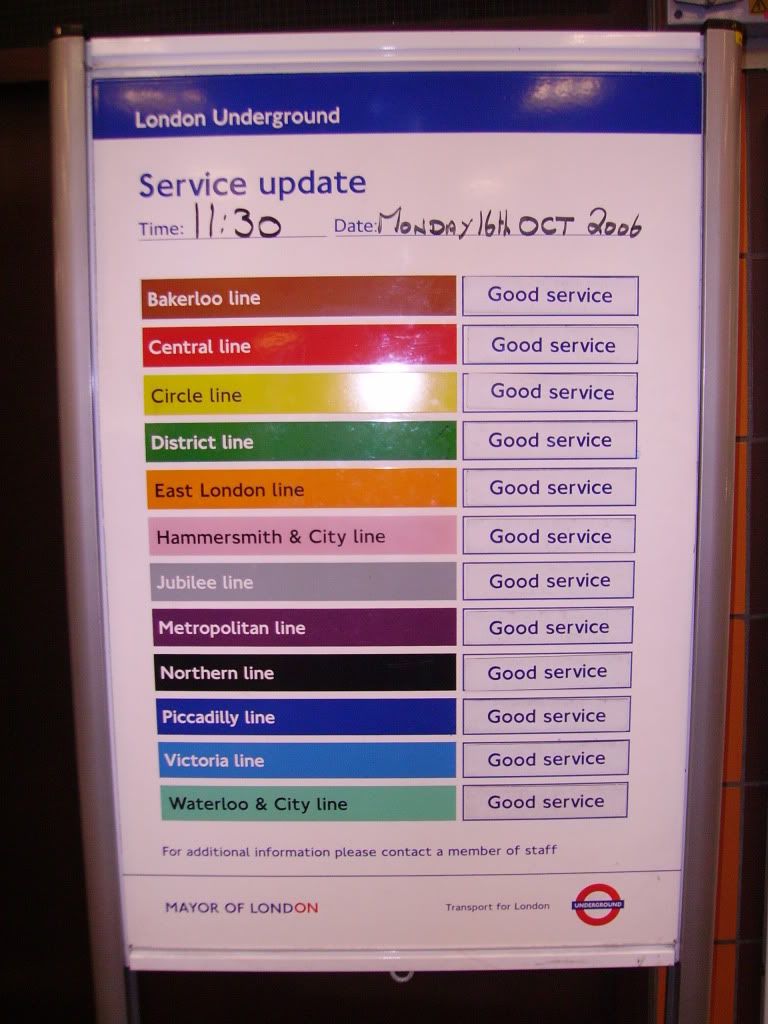 London Underground
Service update
Time: 11:30 Date: MONDAY 16th OCT 2006
Bakerloo line Good service
Central line Good service
Circle line Good service
District line Good service
East London line Good service
Hammersmith & City line Good service
Jubilee line Good service
Metropolitan line Good service
Northern line Good service
Piccadilly line Good service
Victoria line Good service
Waterloo & City line Good service
For additional information please contact a member of staff
MAYOR OF LONDON Transport for London UNDERGROUND